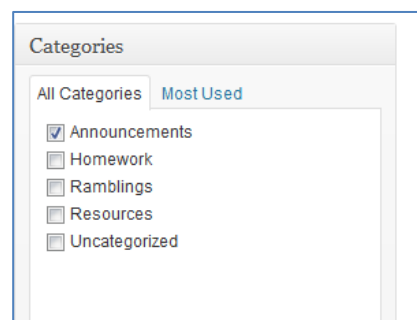 Categories
All Categories Most Used
Announcements
Homework
Ramblings
Resources
Uncategorized